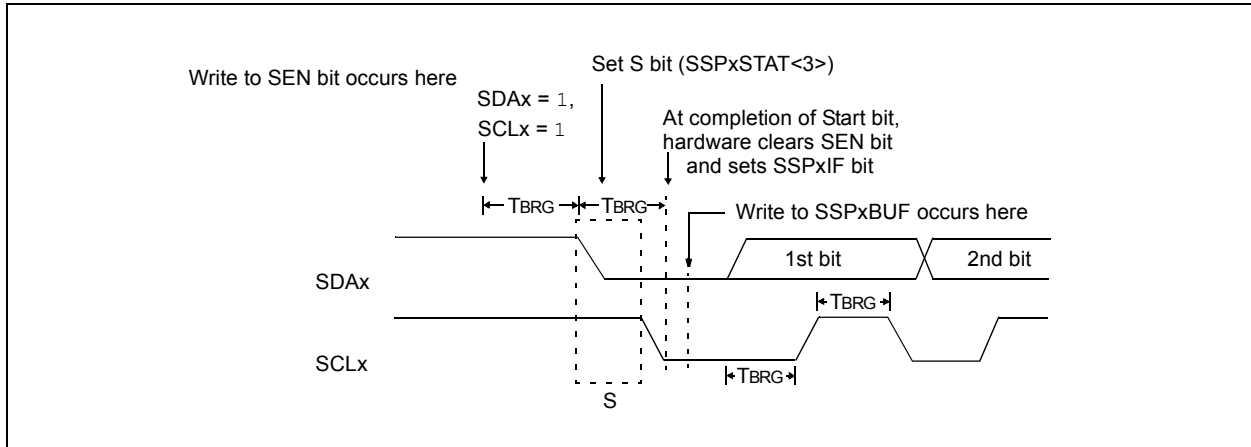 Set S bit (SSPxSTAT<3>)
Write to SEN bit occurs here
SDAx = 1,
SCLx = 1
At completion of Start bit,
hardware clears SEN bit
and sets SSPxIF bit
TBRG TBRG
Write to SSPxBUF occurs here
SDAx
1st bit 2nd bit
TBRG
SCLx
TBRG
S